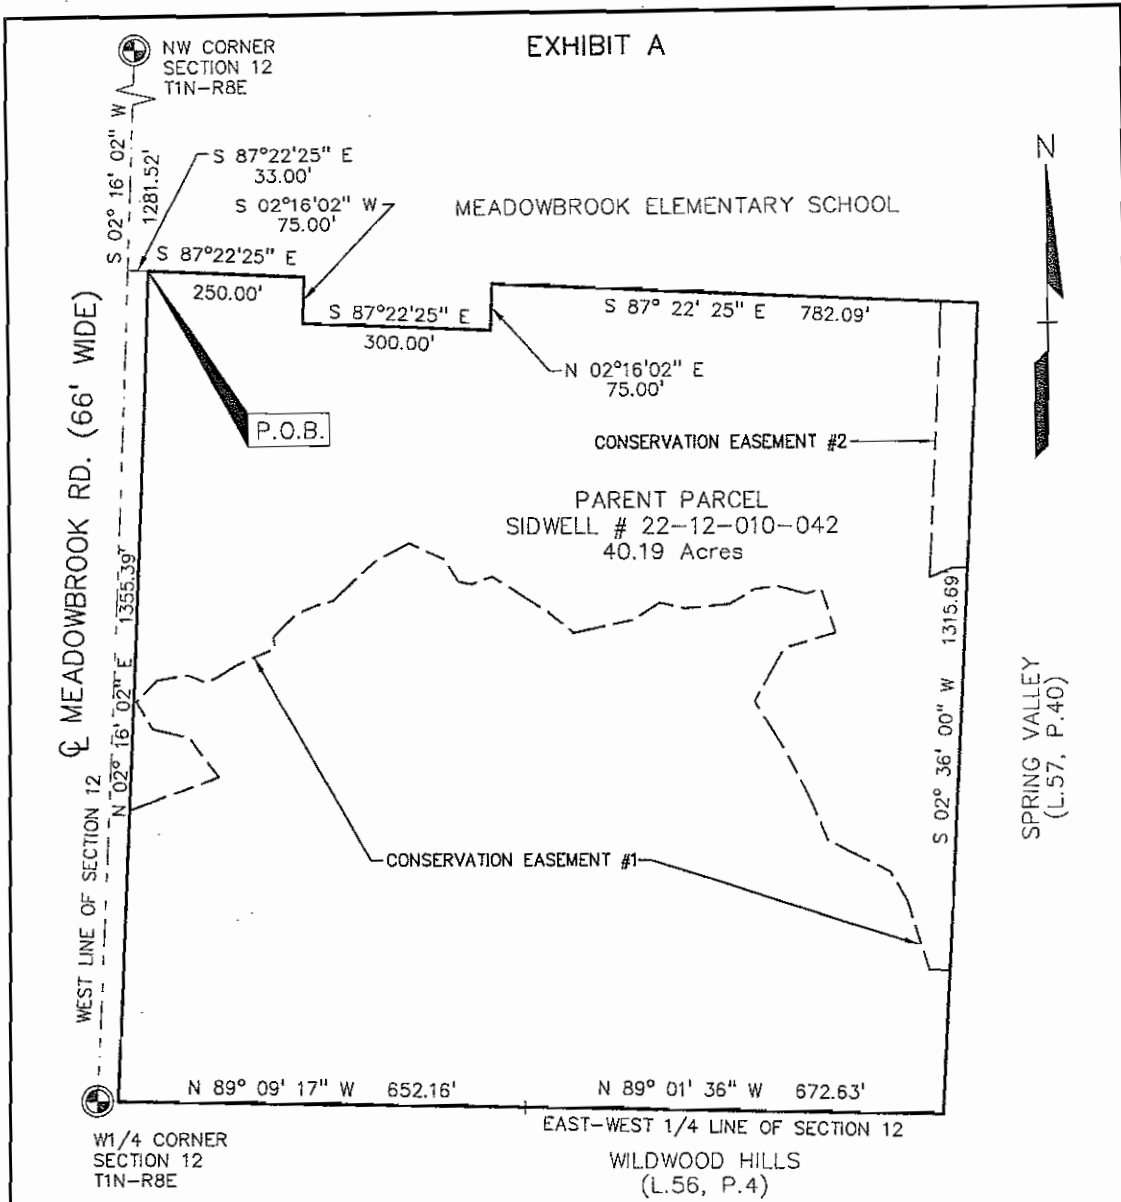 EXHIBIT A
NW CORNER
SECTION 12
T1N-R8E
S 02° 16' 02" W
1281.52'
S 87°22'25" E
33.00'
S 02°16'02" W
75.00'
MEADOWBROOK ELEMENTARY SCHOOL
N
S 87°22'25" E
250.00'
S 87°22'25" E
300.00'
S 87° 22' 25" E 782.09'
N 02°16'02" E
75.00'
P.O.B.
CONSERVATION EASEMENT #2
PARENT PARCEL
SIDWELL # 22-12-010-042
40.19 Acres
℄ MEADOWBROOK RD. (66' WIDE)
N 02° 16' 02" E 1355.39'
WEST LINE OF SECTION 12
S 02° 36' 00" W 1315.69
SPRING VALLEY
(L.57, P.40)
CONSERVATION EASEMENT #1
N 89° 09' 17" W 652.16'
N 89° 01' 36" W 672.63'
EAST-WEST 1/4 LINE OF SECTION 12
W1/4 CORNER
SECTION 12
T1N-R8E
WILDWOOD HILLS
(L.56, P.4)